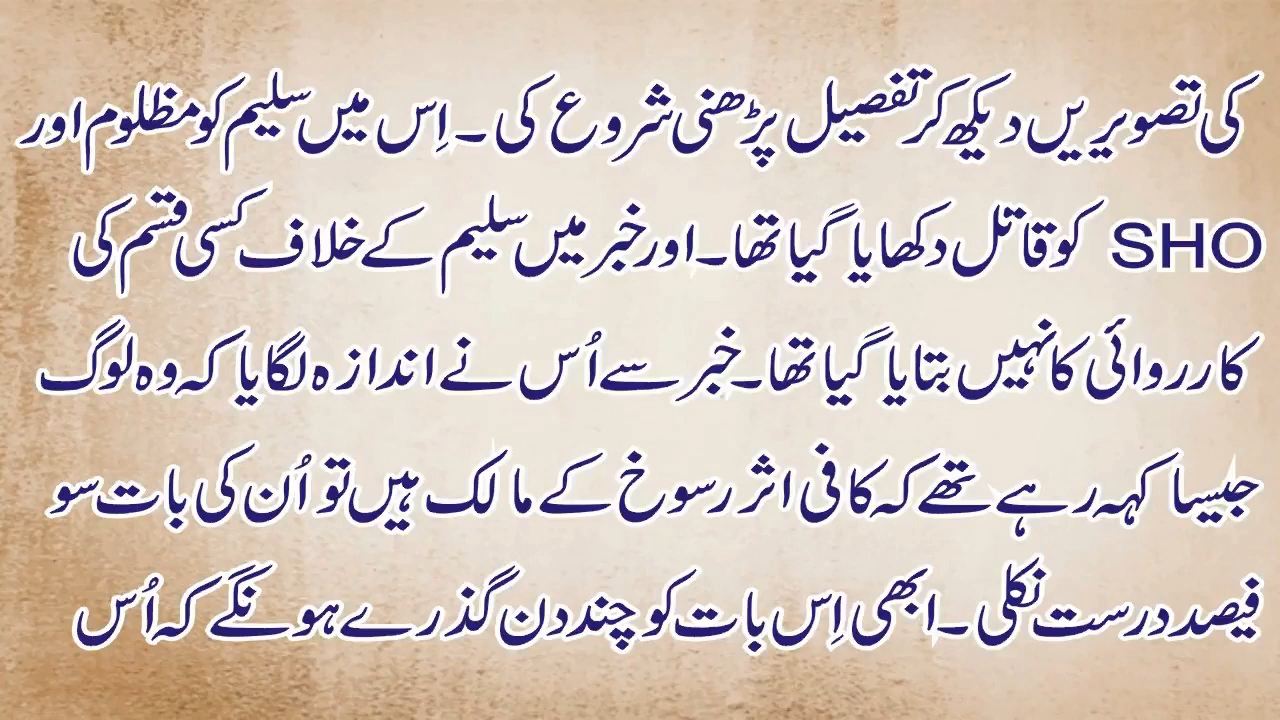 کی تصویریں دیکھ کر تفصیل پڑھنی شروع کی۔ اِس میں سلیم کو مظلوم اور
SHO کو قاتل دکھایا گیا تھا۔ اور خبر میں سلیم کے خلاف کسی قسم کی
کارروائی کا نہیں بتایا گیا تھا۔ خبر سے اُس نے اندازہ لگایا کہ وہ لوگ
جیسا کہہ رہے تھے کہ کافی اثر رسوخ کے مالک ہیں تو اُن کی بات سو
فیصد درست نکلی۔ ابھی اِس بات کو چند دن گذرے ہونگے کہ اُس